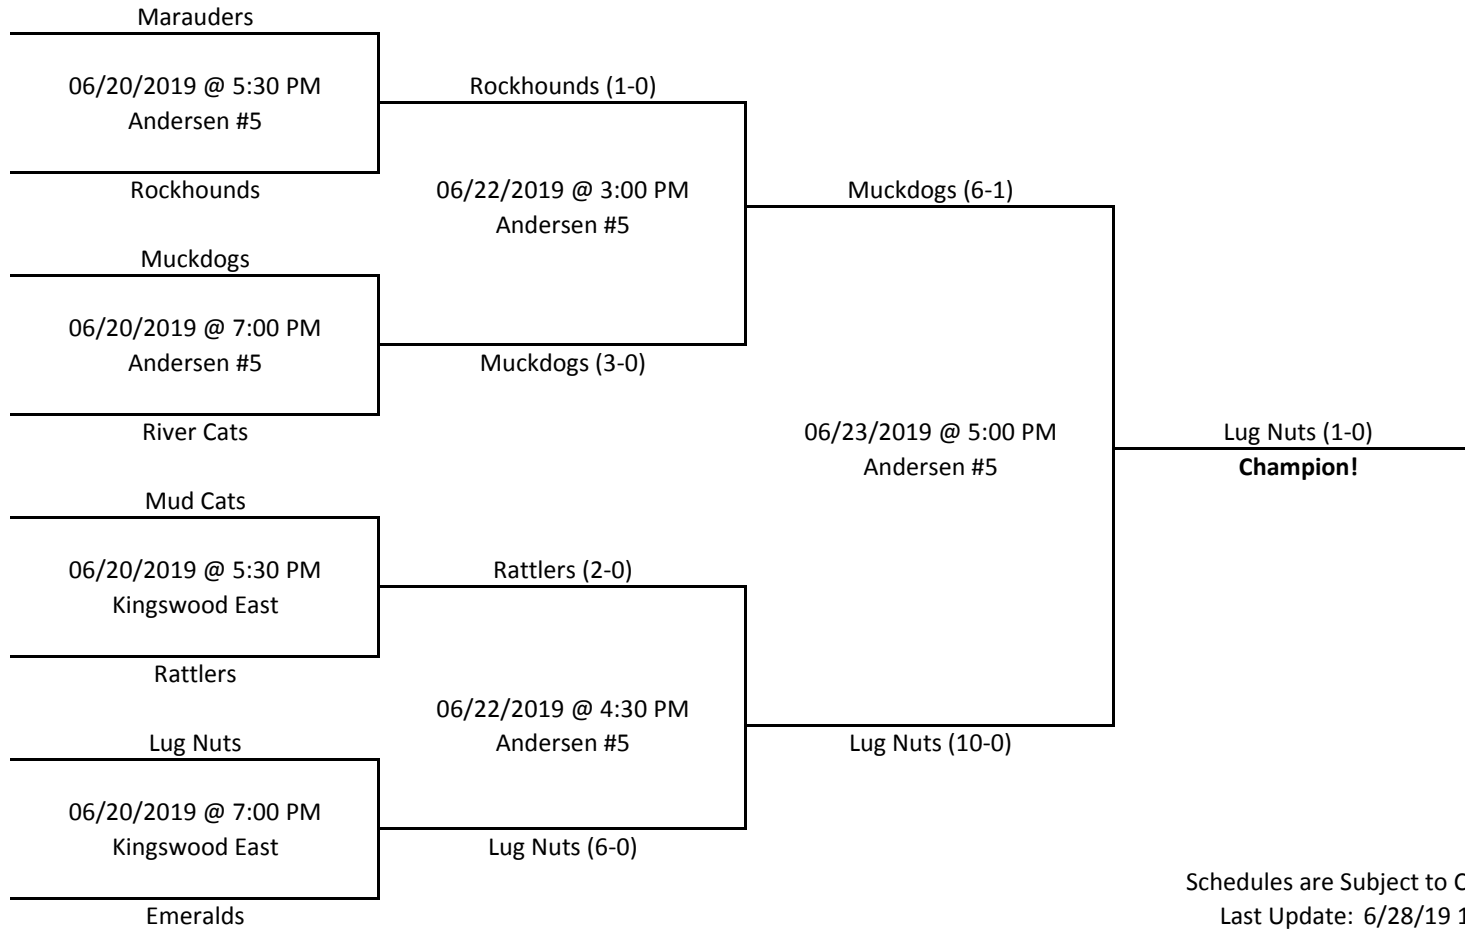 Marauders
06/20/2019 @ 5:30 PM
Andersen #5
Rockhounds
Muckdogs
06/20/2019 @ 7:00 PM
Andersen #5
River Cats
Mud Cats
06/20/2019 @ 5:30 PM
Kingswood East
Rattlers
Lug Nuts
06/20/2019 @ 7:00 PM
Kingswood East
Emeralds
Rockhounds (1-0)
06/22/2019 @ 3:00 PM
Andersen #5
Muckdogs (3-0)
Rattlers (2-0)
06/22/2019 @ 4:30 PM
Andersen #5
Lug Nuts (6-0)
Muckdogs (6-1)
06/23/2019 @ 5:00 PM
Andersen #5
Lug Nuts (10-0)
Lug Nuts (1-0)
Champion!
Schedules are Subject to
Last Update: 6/28/19